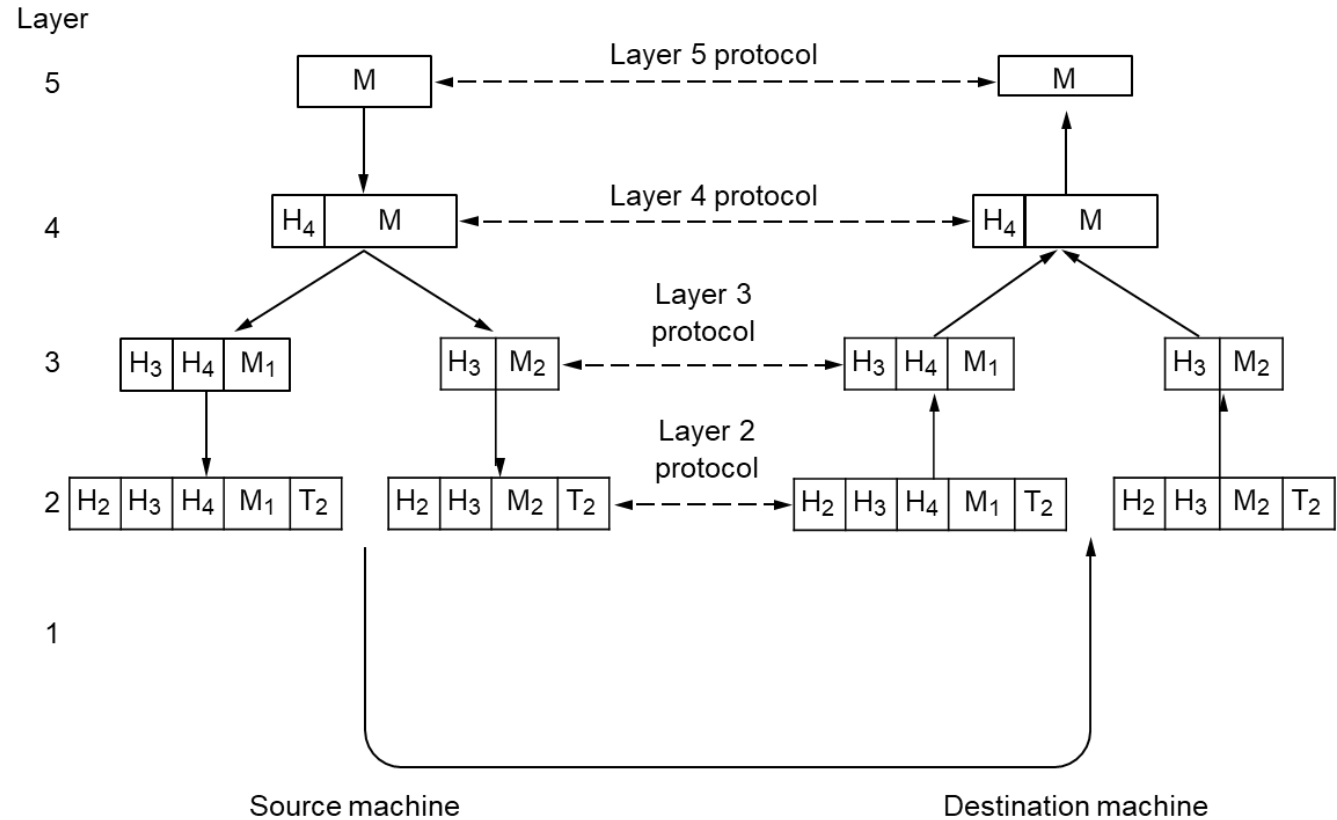 Layer
5 M Layer 5 protocol M
4 H₄ M Layer 4 protocol H₄ M
Layer 3
protocol
3 H₃ H₄ M₁ H₃ M₂ H₃ H₄ M₁ H₃ M₂
Layer 2
protocol
2 H₂ H₃ H₄ M₁ T₂ H₂ H₃ M₂ T₂ H₂ H₃ H₄ M₁ T₂ H₂ H₃ M₂ T₂
1
Source machine Destination machine